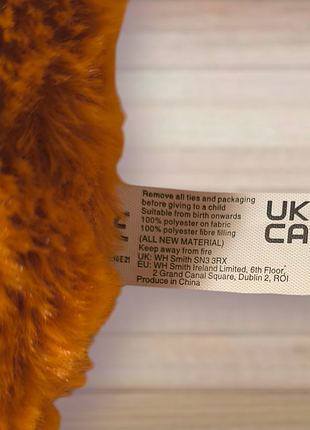 Remove all ties and packaging
before giving to a child
Suitable from birth onwards
100% polyester on fabric
100% polyester fibre filling
(ALL NEW MATERIAL)
Keep away from fire
UK: WH Smith SN3 3RX
EU: WH Smith Ireland Limited, 6th Floor,
2 Grand Canal Square, Dublin 2, ROI
Produce in China
UK
CA